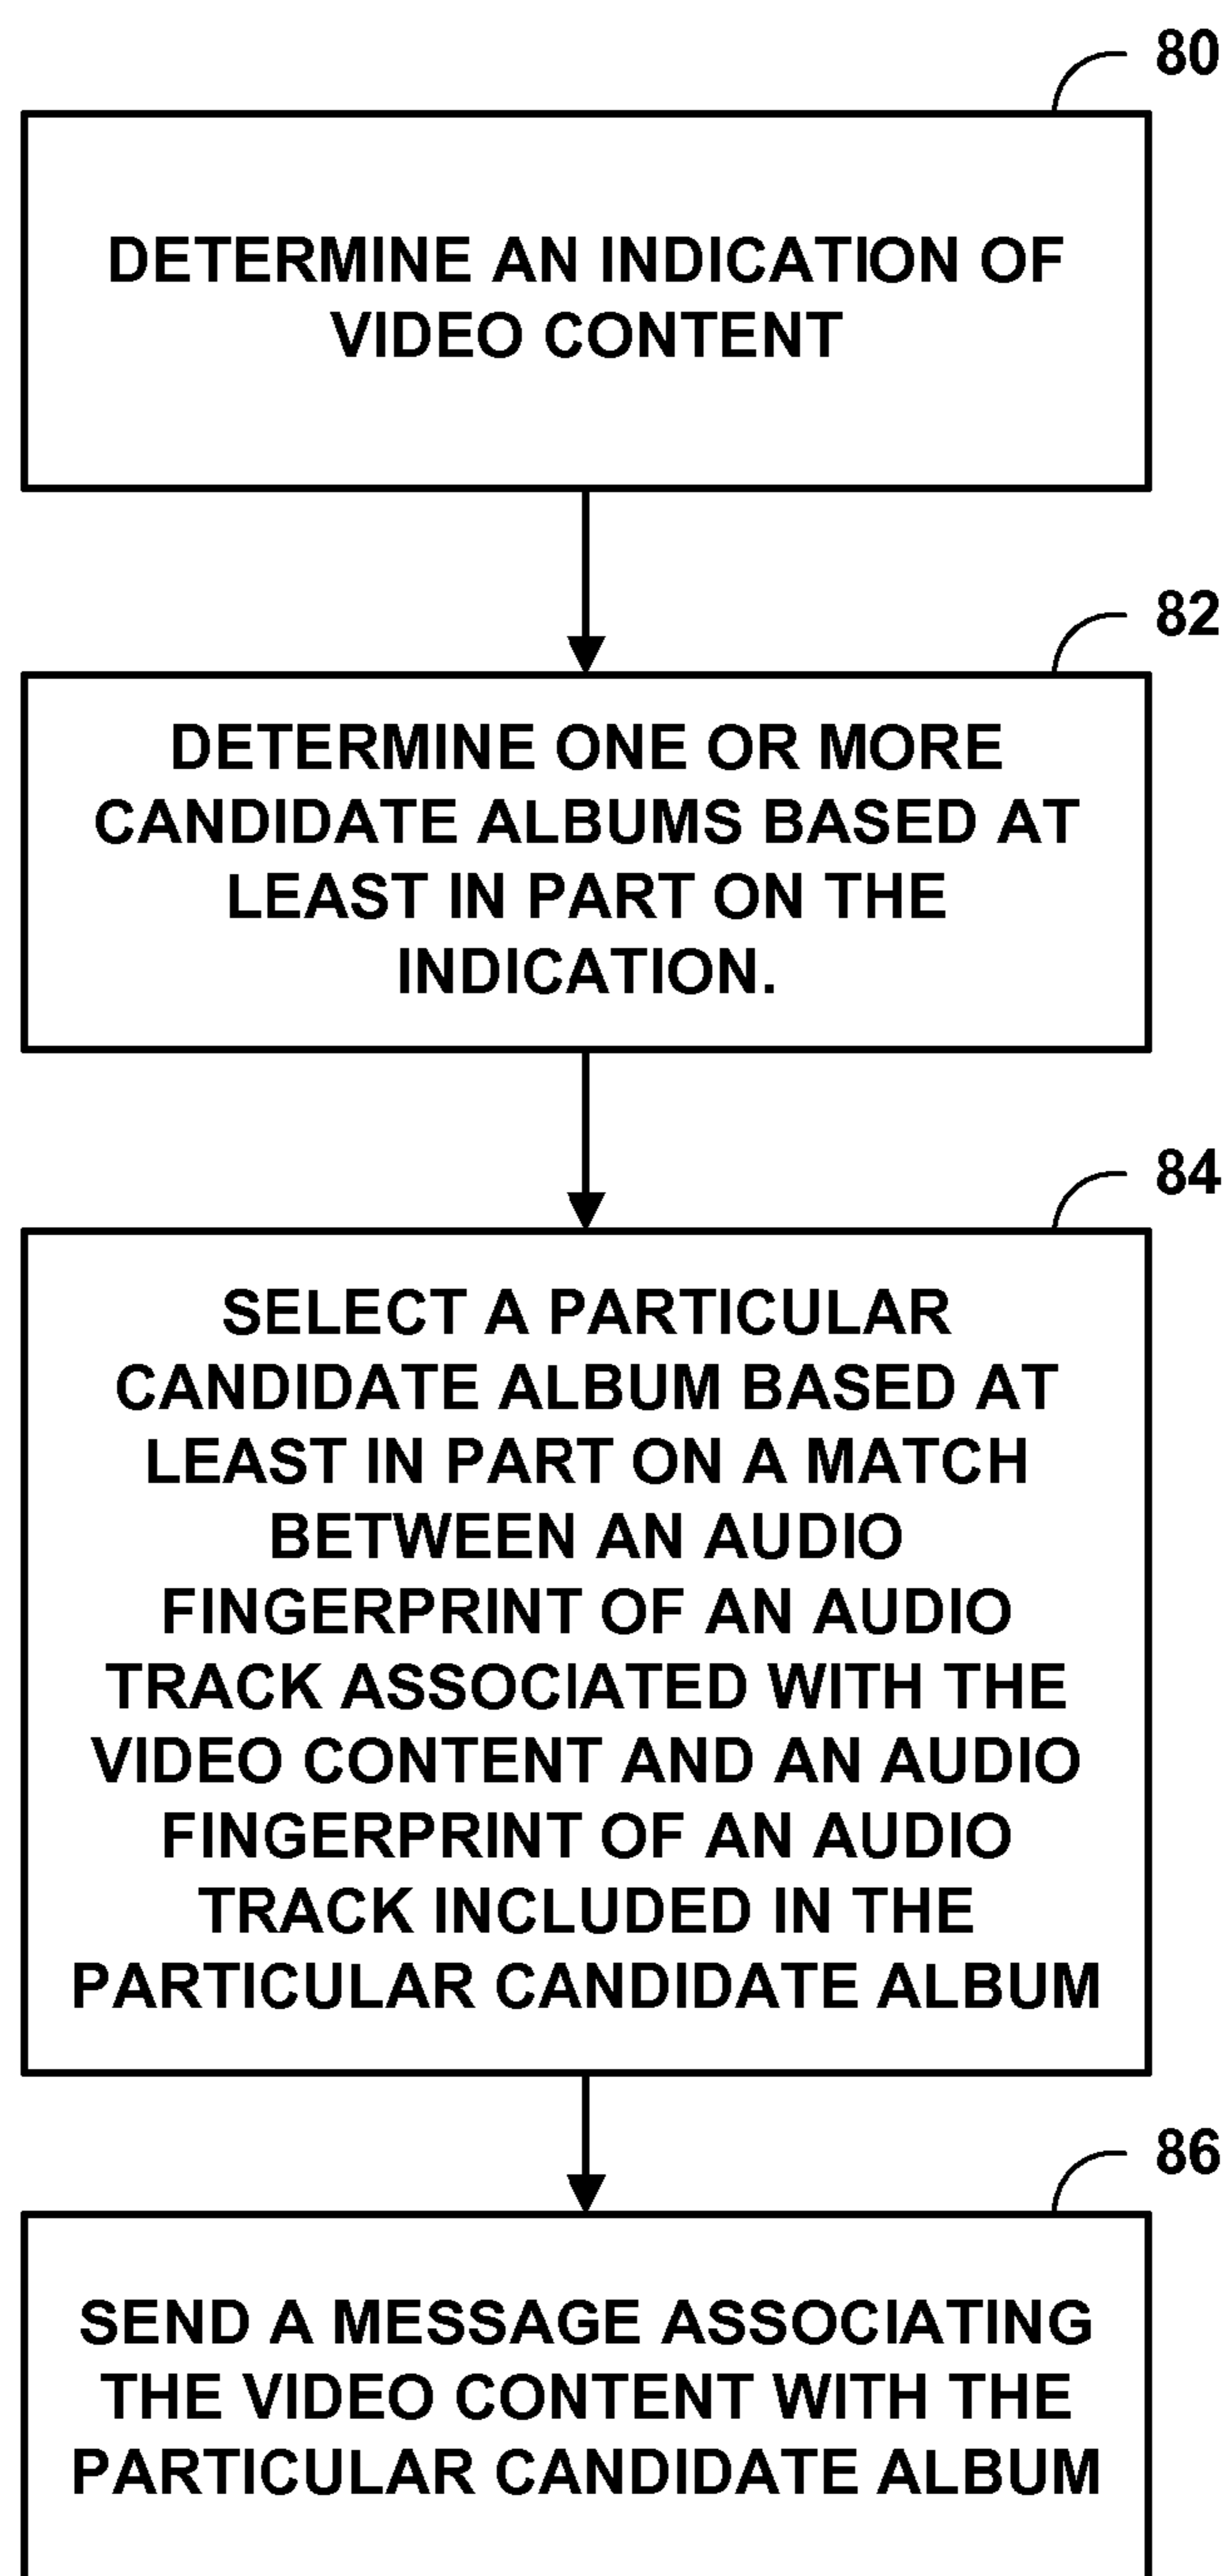 80
DETERMINE AN INDICATION OF
VIDEO CONTENT
82
DETERMINE ONE OR MORE
CANDIDATE ALBUMS BASED AT
LEAST IN PART ON THE
INDICATION.
84
SELECT A PARTICULAR
CANDIDATE ALBUM BASED AT
LEAST IN PART ON A MATCH
BETWEEN AN AUDIO
FINGERPRINT OF AN AUDIO
TRACK ASSOCIATED WITH THE
VIDEO CONTENT AND AN AUDIO
FINGERPRINT OF AN AUDIO
TRACK INCLUDED IN THE
PARTICULAR CANDIDATE ALBUM
86
SEND A MESSAGE ASSOCIATING
THE VIDEO CONTENT WITH THE
PARTICULAR CANDIDATE ALBUM